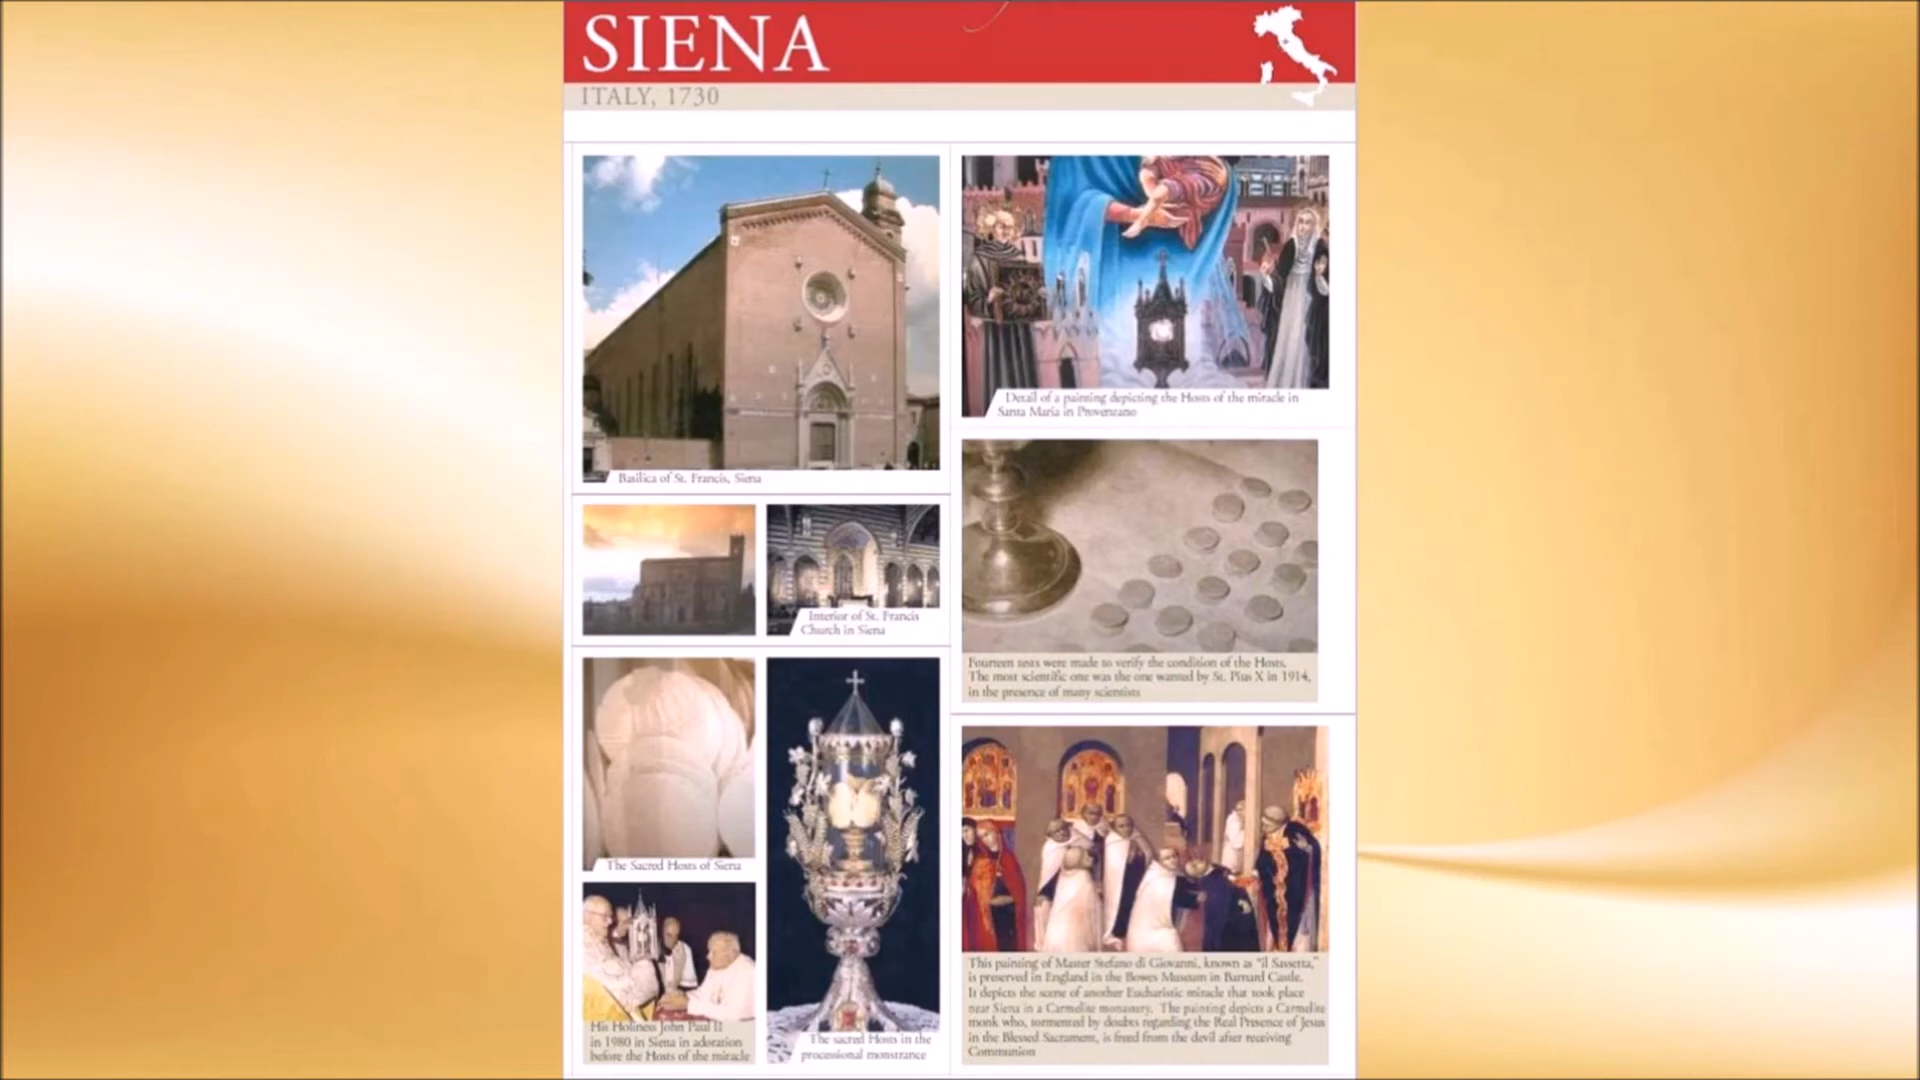 SIENA
ITALY, 1730
Basilica of St. Francis, Siena
Interior of St. Francis
Church in Siena
The Sacred Hosts of Siena
His Holiness John Paul II
in 1980 in Siena in adoration
before the Hosts of the miracle
The sacred Hosts in the
processional monstrance
Detail of a painting depicting the Hosts of the miracle in
Santa Maria in Provenzano
Fourteen tests were made to verify the condition of the Hosts.
The most scientific one was the one wanted by St. Pius X in 1914,
in the presence of many scientists
This painting of Master Stefano di Giovanni, known as "il Sassetta,"
is preserved in England in the Bowes Museum in Barnard Castle.
It depicts the scene of another Eucharistic miracle that took place
near Siena in a Carmelite monastery. The painting depicts a Carmelite
monk who, tormented by doubts regarding the Real Presence of Jesus
in the Blessed Sacrament, is freed from the devil after receiving
Communion